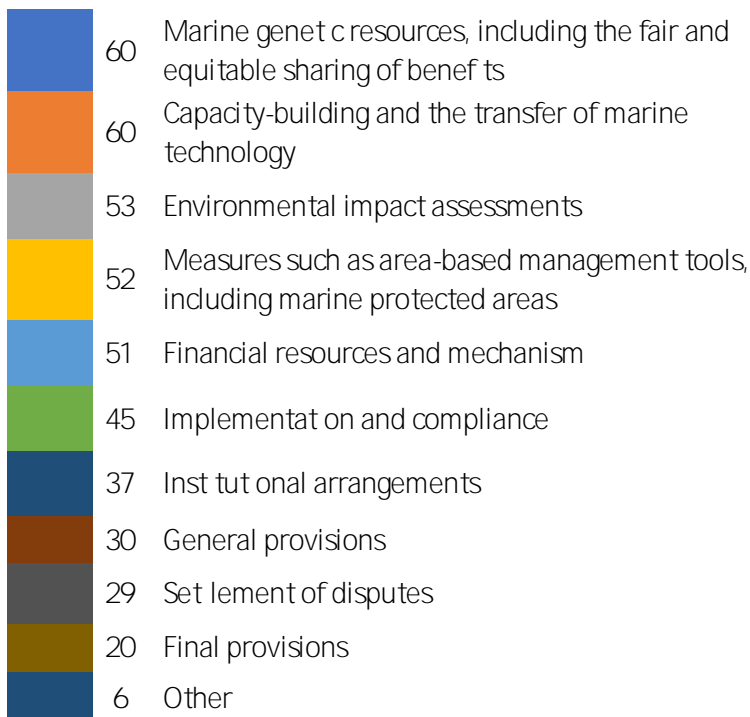 60 Marine genet c resources, including the fair and
equitable sharing of benef ts
60 Capacity-building and the transfer of marine
technology
53 Environmental impact assessments
52 Measures such as area-based management tools,
including marine protected areas
51 Financial resources and mechanism
45 Implementat on and compliance
37 Inst tut onal arrangements
30 General provisions
29 Set lement of disputes
20 Final provisions
6 Other